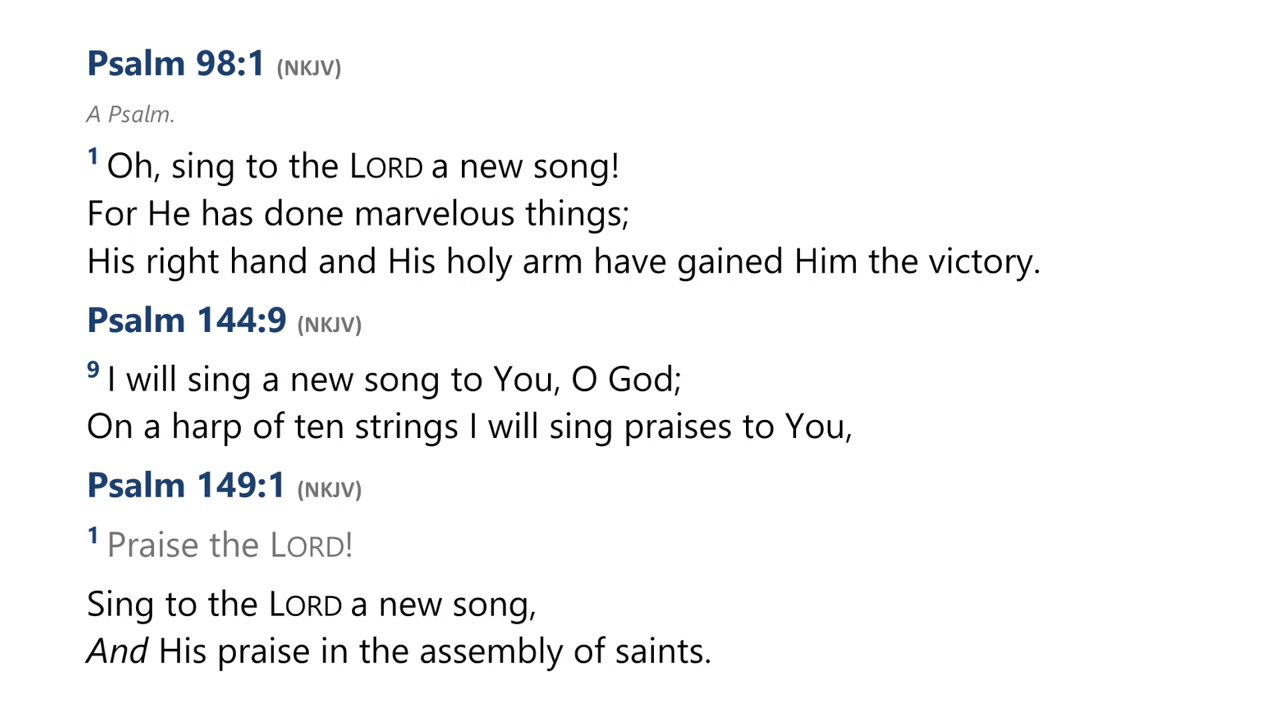 Psalm 98:1 (NKJV)
A Psalm.
1 Oh, sing to the LORD a new song!
For He has done marvelous things;
His right hand and His holy arm have gained Him the victory.
Psalm 144:9 (NKJV)
9 I will sing a new song to You, O God;
On a harp of ten strings I will sing praises to You,
Psalm 149:1 (NKJV)
1 Praise the LORD!
Sing to the LORD a new song,
And His praise in the assembly of saints.